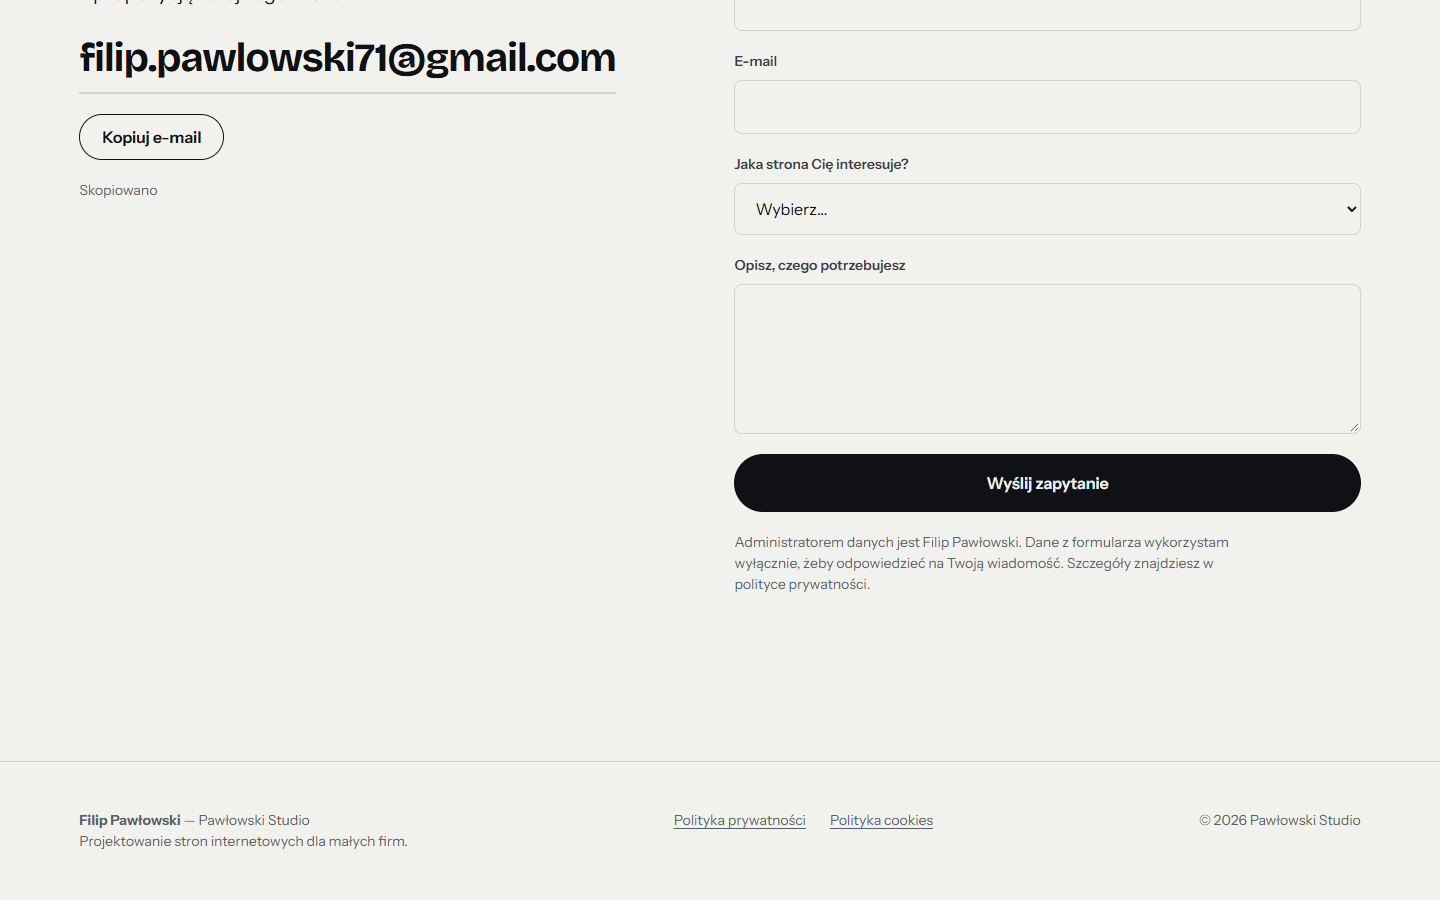 filip.pawlowski71@gmail.com
Kopiuj e-mail
Skopiowano
E-mail
Jaka strona Cię interesuje?
Wybierz...
Opisz, czego potrzebujesz
Wyślij zapytanie
Administratorem danych jest Filip Pawłowski. Dane z formularza wykorzystam
wyłącznie, żeby odpowiedzieć na Twoją wiadomość. Szczegóły znajdziesz w
polityce prywatności.
Filip Pawłowski — Pawłowski Studio
Projektowanie stron internetowych dla małych firm.
Polityka prywatności
Polityka cookies
© 2026 Pawłowski Studio